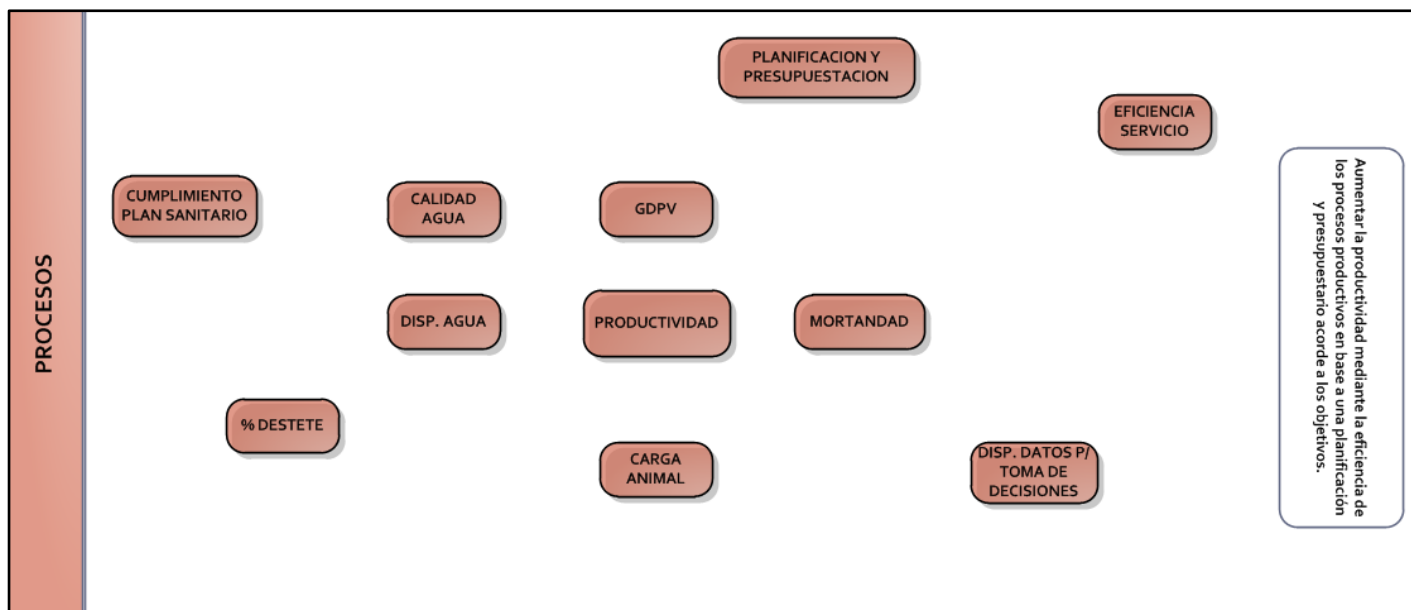 PROCESOS
PLANIFICACION Y
PRESUPUESTACION
EFICIENCIA
SERVICIO
CUMPLIMIENTO
PLAN SANITARIO
CALIDAD
AGUA
GDPV
DISP. AGUA
PRODUCTIVIDAD
MORTANDAD
% DESTETE
CARGA
ANIMAL
DISP. DATOS P/
TOMA DE
DECISIONES
Aumentar la productividad mediante la eficiencia de
los procesos productivos en base a una planificación
y presupuestario acorde a los objetivos.